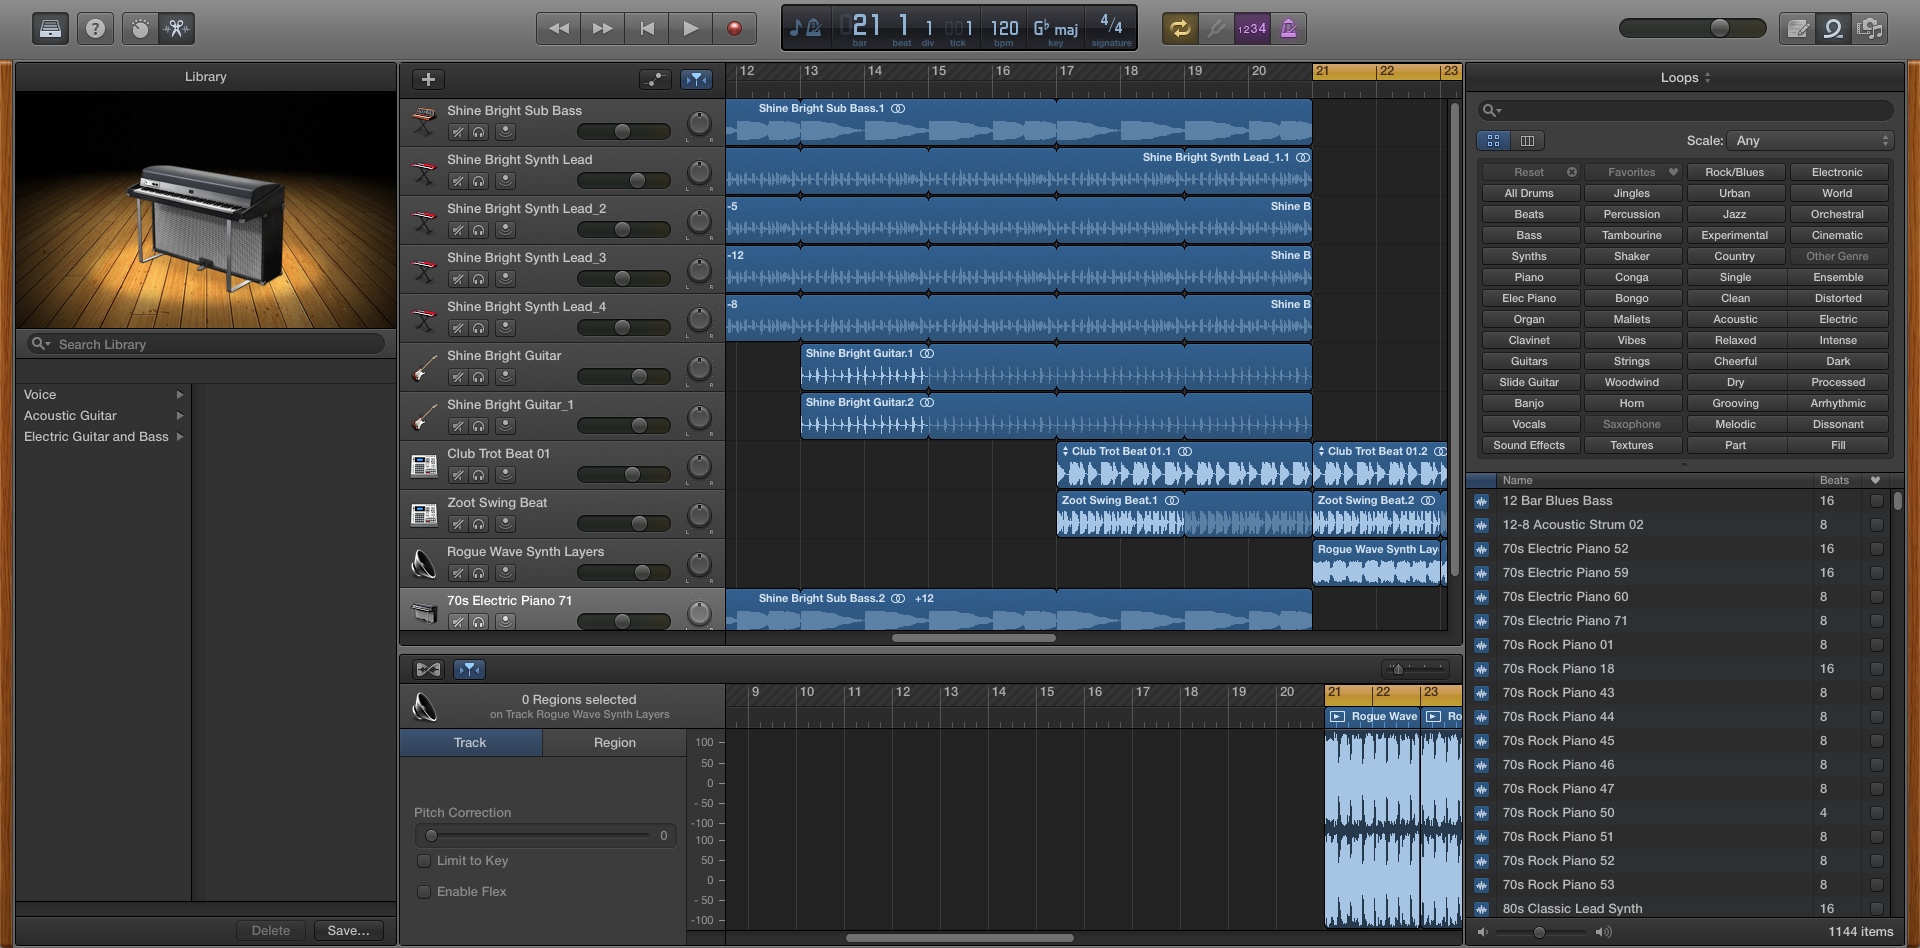 21 1 1 001 120 G♭ maj 4/4
bar beat div tick bpm key signature
1234
Library
Search Library
Voice
Acoustic Guitar
Electric Guitar and Bass
Delete Save...
12 13 14 15 16 17 18 19 20 21 22 23
Shine Bright Sub Bass
Shine Bright Sub Bass.1
Shine Bright Synth Lead
Shine Bright Synth Lead_1.1
Shine Bright Synth Lead_2
-5 Shine B
Shine Bright Synth Lead_3
-12 Shine B
Shine Bright Synth Lead_4
-8 Shine B
Shine Bright Guitar
Shine Bright Guitar.1
Shine Bright Guitar_1
Shine Bright Guitar.2
Club Trot Beat 01
Club Trot Beat 01.1 Club Trot Beat 01.2
Zoot Swing Beat
Zoot Swing Beat.1 Zoot Swing Beat.2
Rogue Wave Synth Layers
Rogue Wave Synth Lay
70s Electric Piano 71
Shine Bright Sub Bass.2 +12
0 Regions selected
on Track Rogue Wave Synth Layers
Track Region
Pitch Correction
0
Limit to Key
Enable Flex
9 10 11 12 13 14 15 16 17 18 19 20 21 22 23
Rogue Wave Ro
100
50
0
- 50
-100
100
50
0
- 50
-100
Loops
Scale: Any
Reset Favorites Rock/Blues Electronic
All Drums Jingles Urban World
Beats Percussion Jazz Orchestral
Bass Tambourine Experimental Cinematic
Synths Shaker Country Other Genre
Piano Conga Single Ensemble
Elec Piano Bongo Clean Distorted
Organ Mallets Acoustic Electric
Clavinet Vibes Relaxed Intense
Guitars Strings Cheerful Dark
Slide Guitar Woodwind Dry Processed
Banjo Horn Grooving Arrhythmic
Vocals Saxophone Melodic Dissonant
Sound Effects Textures Part Fill
Name Beats
12 Bar Blues Bass 16
12-8 Acoustic Strum 02 8
70s Electric Piano 52 16
70s Electric Piano 59 16
70s Electric Piano 60 8
70s Electric Piano 71 8
70s Rock Piano 01 8
70s Rock Piano 18 16
70s Rock Piano 43 8
70s Rock Piano 44 8
70s Rock Piano 45 8
70s Rock Piano 46 8
70s Rock Piano 47 8
70s Rock Piano 50 4
70s Rock Piano 51 8
70s Rock Piano 52 8
70s Rock Piano 53 8
80s Classic Lead Synth 16
1144 items